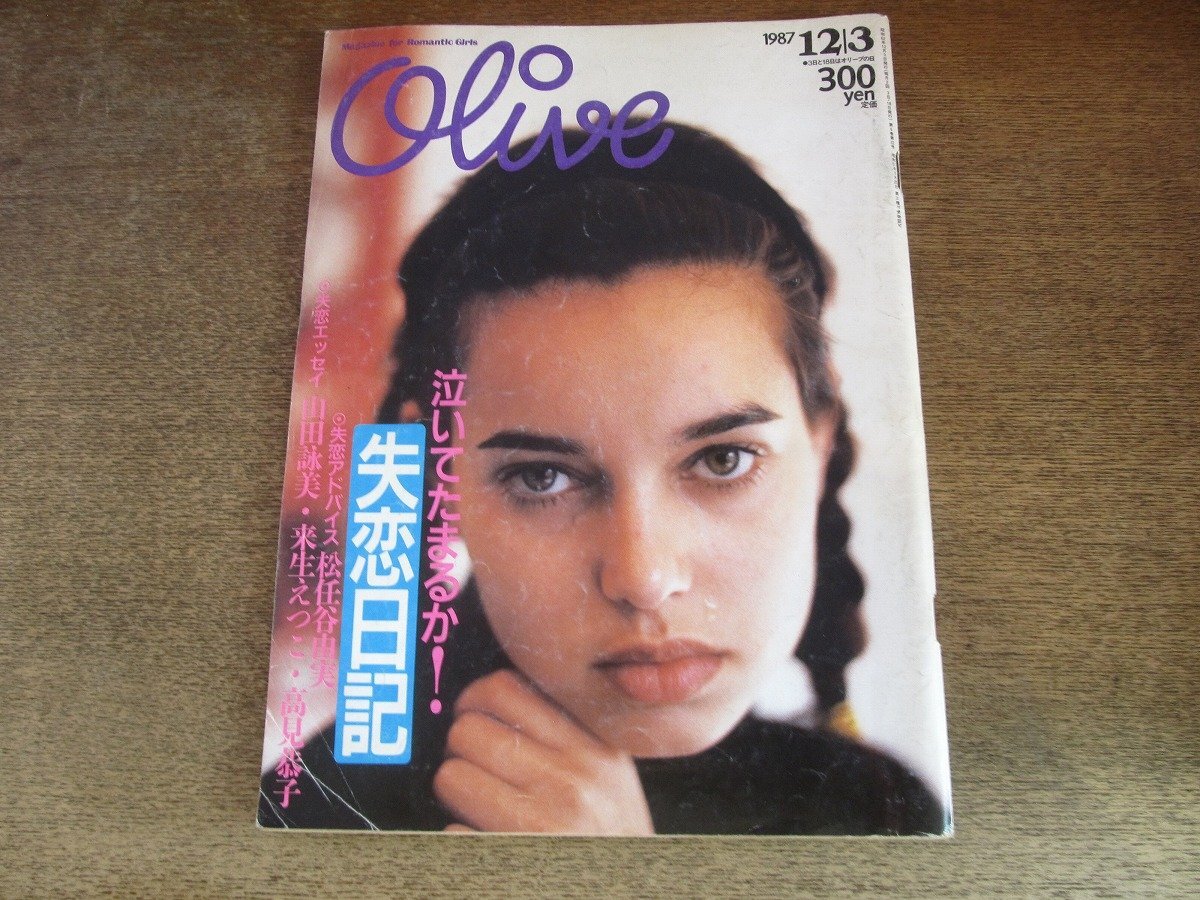 Magazine for Romantic Girls
Olive
1987 12/3
●3日と18日はオリーブの日
300
yen
定価
泣いてたまるか!
失恋日記
◎失恋アドバイス 松任谷由実
◎失恋エッセイ 山田詠美・来生えつこ・高見恭子